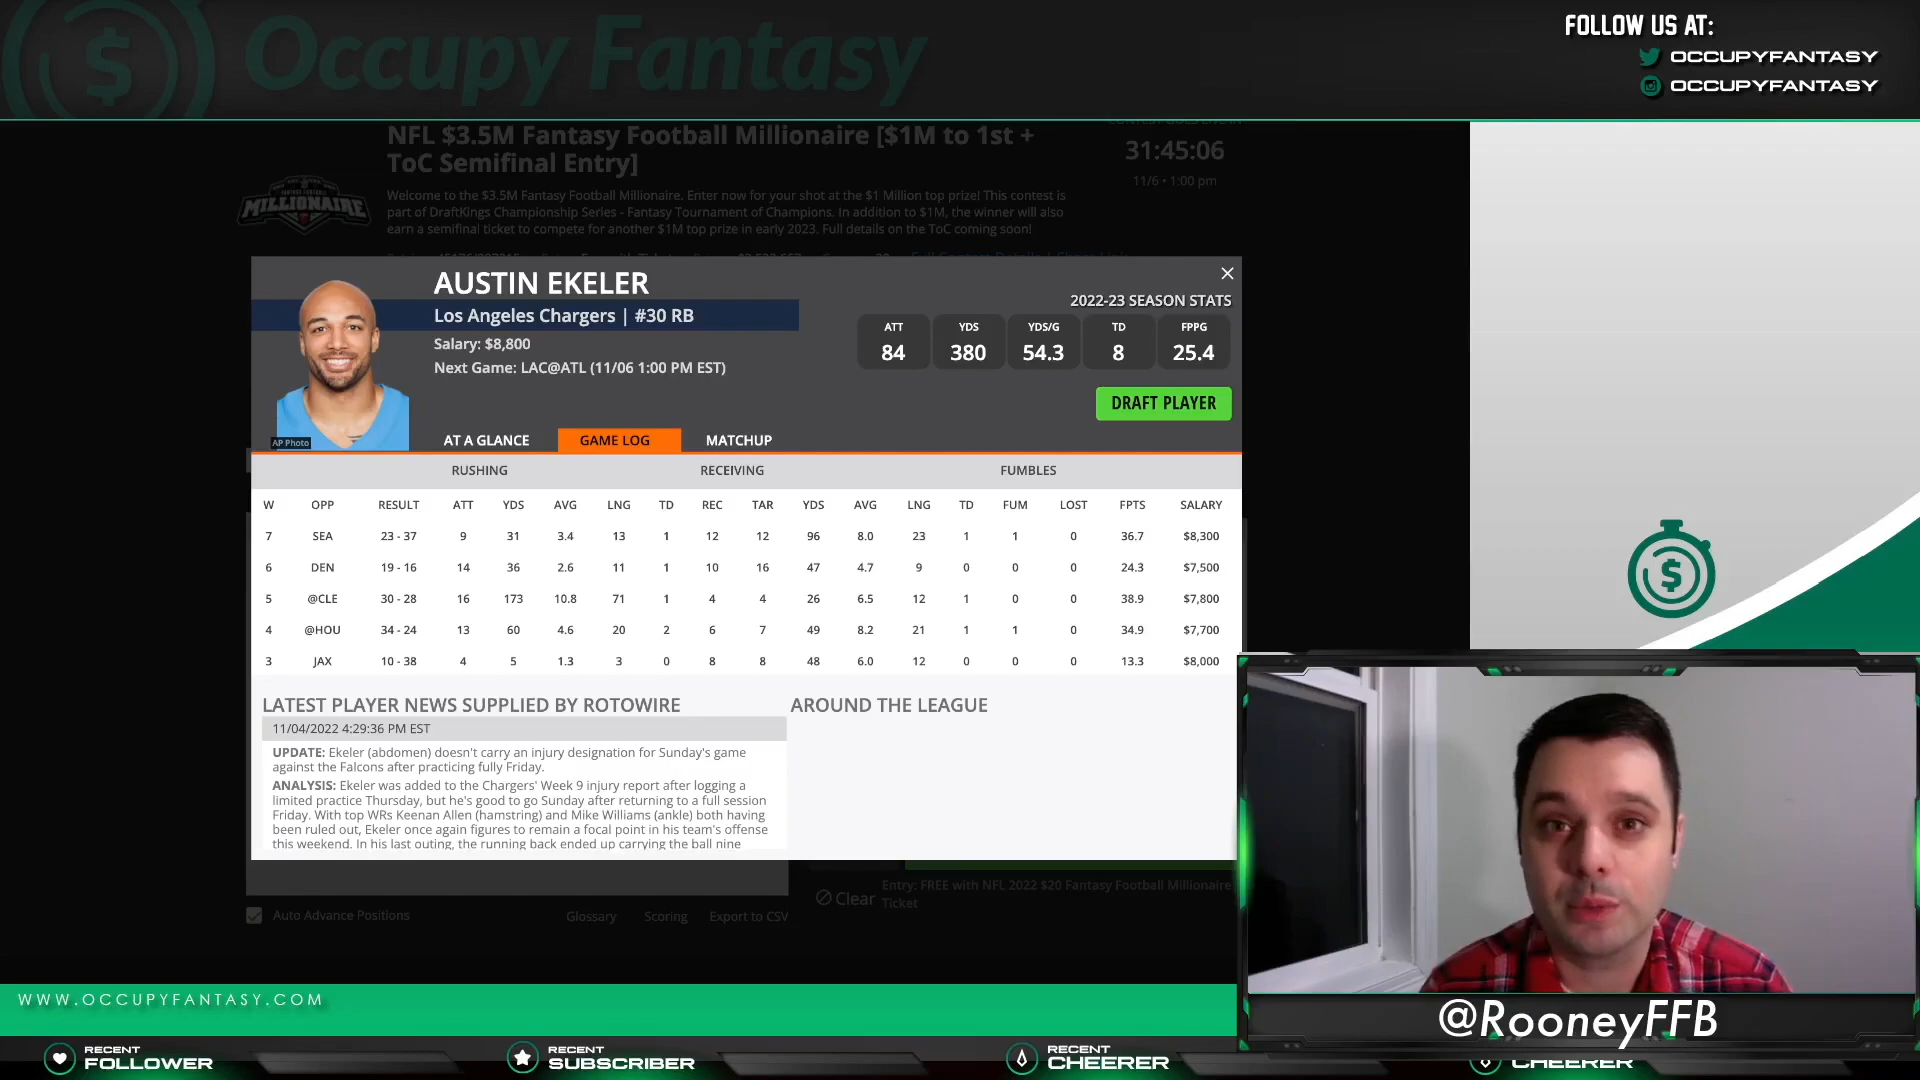 Occupy Fantasy
FOLLOW US AT:
OCCUPYFANTASY
OCCUPYFANTASY
NFL $3.5M Fantasy Football Millionaire [$1M to 1st +
ToC Semifinal Entry]
31:45:06
11/6 • 1:00 pm
MILLIONAIRE
Welcome to the $3.5M Fantasy Football Millionaire. Enter now for your shot at the $1 Million top prize! This contest is
part of DraftKings Championship Series - Fantasy Tournament of Champions. In addition to $1M, the winner will also
earn a semifinal ticket to compete for another $1M top prize in early 2023. Full details on the ToC coming soon!
AUSTIN EKELER
Los Angeles Chargers | #30 RB
Salary: $8,800
Next Game: LAC@ATL (11/06 1:00 PM EST)
AP Photo
2022-23 SEASON STATS
ATT YDS YDS/G TD FPPG
84 380 54.3 8 25.4
DRAFT PLAYER
AT A GLANCE GAME LOG MATCHUP
RUSHING RECEIVING FUMBLES
W OPP RESULT ATT YDS AVG LNG TD REC TAR YDS AVG LNG TD FUM LOST FPTS SALARY
7 SEA 23 - 37 9 31 3.4 13 1 12 12 96 8.0 23 1 1 0 36.7 $8,300
6 DEN 19 - 16 14 36 2.6 11 1 10 16 47 4.7 9 0 0 0 24.3 $7,500
5 @CLE 30 - 28 16 173 10.8 71 1 4 4 26 6.5 12 1 0 0 38.9 $7,800
4 @HOU 34 - 24 13 60 4.6 20 2 6 7 49 8.2 21 1 1 0 34.9 $7,700
3 JAX 10 - 38 4 5 1.3 3 0 8 8 48 6.0 12 0 0 0 13.3 $8,000
LATEST PLAYER NEWS SUPPLIED BY ROTOWIRE
AROUND THE LEAGUE
11/04/2022 4:29:36 PM EST
UPDATE: Ekeler (abdomen) doesn't carry an injury designation for Sunday's game
against the Falcons after practicing fully Friday.
ANALYSIS: Ekeler was added to the Chargers' Week 9 injury report after logging a
limited practice Thursday, but he's good to go Sunday after returning to a full session
Friday. With top WRs Keenan Allen (hamstring) and Mike Williams (ankle) both having
been ruled out, Ekeler once again figures to remain a focal point in his team's offense
this weekend. In his last outing, the running back ended up carrying the ball nine
Clear
Entry: FREE with NFL 2022 $20 Fantasy Football Millionaire
Ticket
Auto Advance Positions
Glossary Scoring Export to CSV
WWW.OCCUPYFANTASY.COM
@RooneyFFB
RECENT
FOLLOWER
RECENT
SUBSCRIBER
RECENT
CHEERER
CHEERER